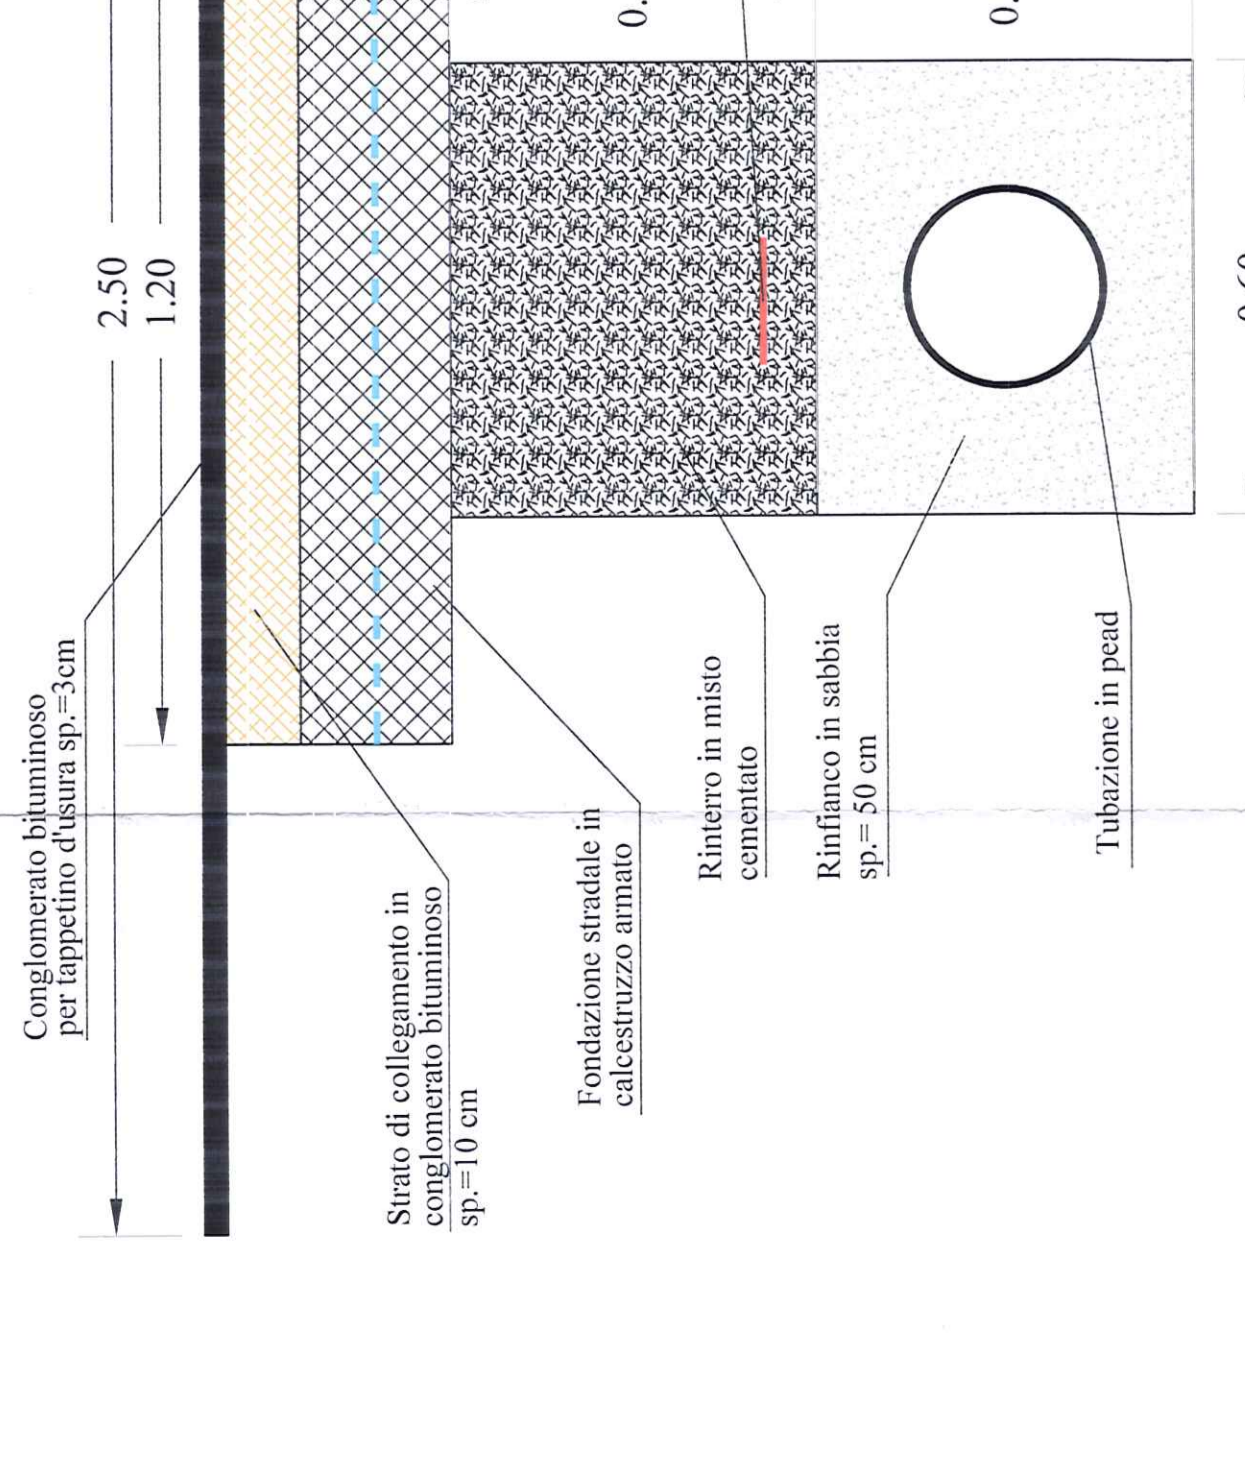 Conglomerato bituminoso
per tappetino d'usura sp.=3cm
2.50
1.20
Strato di collegamento in
conglomerato bituminoso
sp.=10 cm
Fondazione stradale in
calcestruzzo armato
Rinterro in misto
cementato
Rinfianco in sabbia
sp.= 50 cm
Tubazione in pead
0.
0.